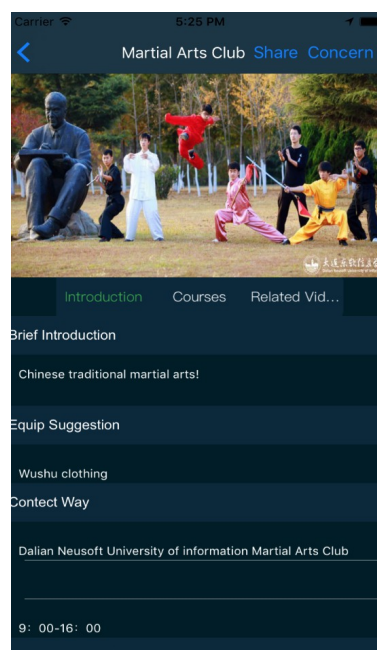 Carrier 5:25 PM
Martial Arts Club Share Concern
Introduction Courses Related Vid...
Brief Introduction
Chinese traditional martial arts!
Equip Suggestion
Wushu clothing
Contect Way
Dalian Neusoft University of information Martial Arts Club
9：00-16：00